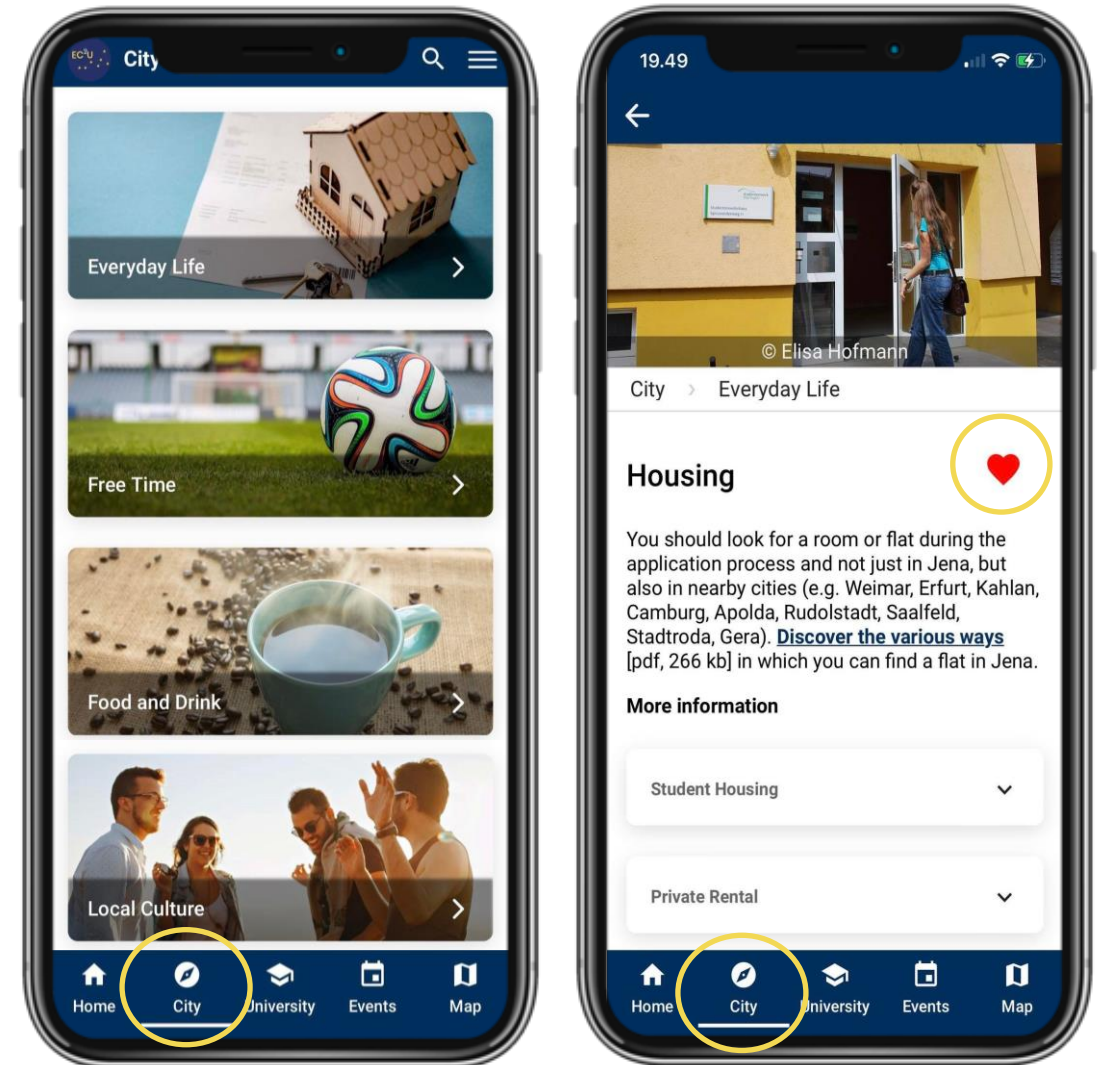 EC³U
City
Everyday Life
Free Time
Food and Drink
Local Culture
Home
City
University
Events
Map
19.49
© Elisa Hofmann
City
Everyday Life
Housing
You should look for a room or flat during the
application process and not just in Jena, but
also in nearby cities (e.g. Weimar, Erfurt, Kahlan,
Camburg, Apolda, Rudolstadt, Saalfeld,
Stadtroda, Gera). Discover the various ways
[pdf, 266 kb] in which you can find a flat in Jena.
More information
Student Housing
Private Rental
Home
City
University
Events
Map